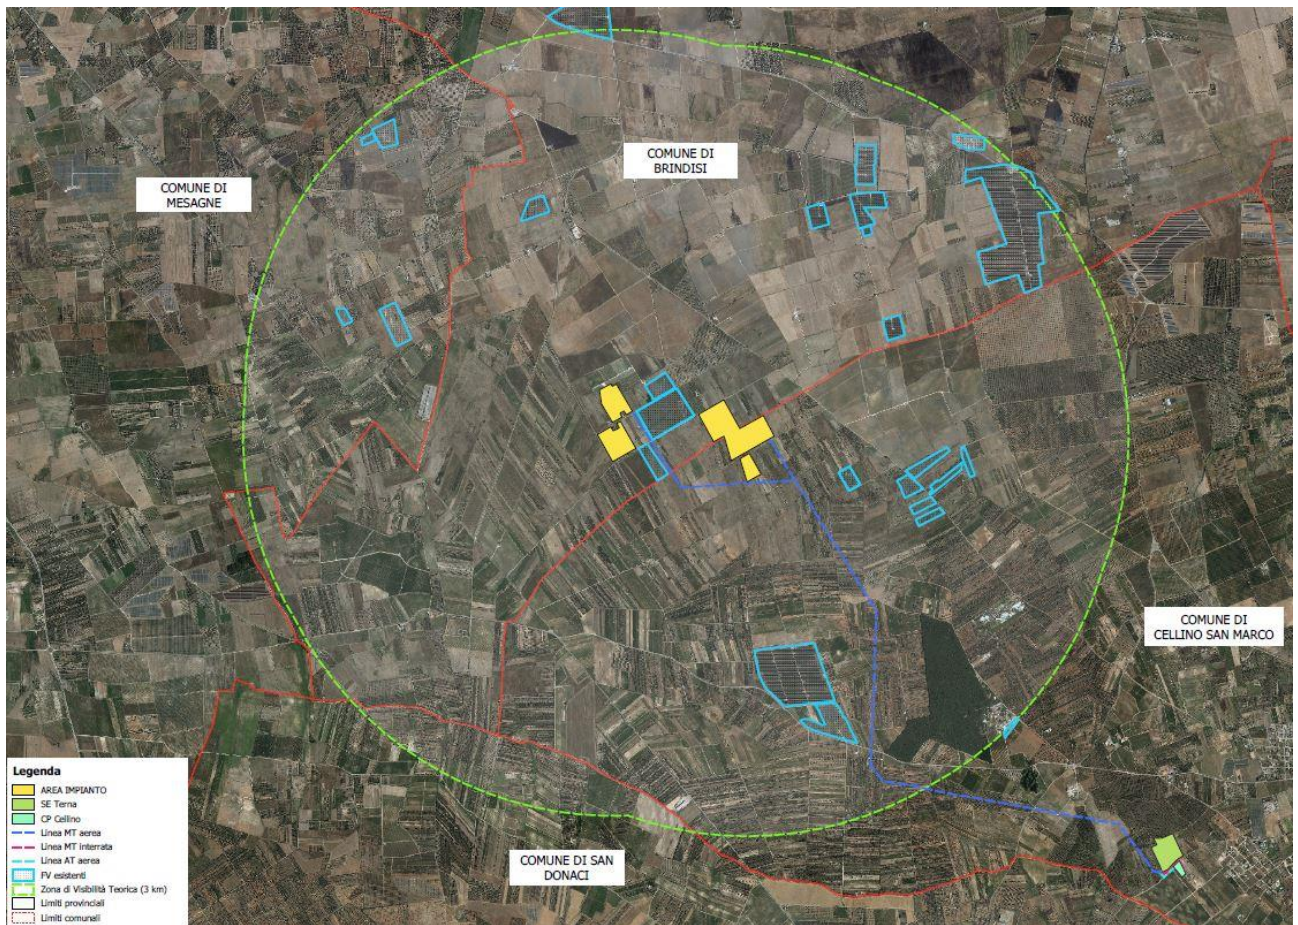 COMUNE DI
BRINDISI
COMUNE DI
MESAGNE
COMUNE DI
CELLINO SAN MARCO
COMUNE DI SAN
DONACI
Legenda
AREA IMPIANTO
SE Terna
CP Cellino
Linea MT aerea
Linea MT interrata
Linea AT aerea
FV esistenti
Zona di Visibilità Teorica (3 km)
Limiti provinciali
Limiti comunali